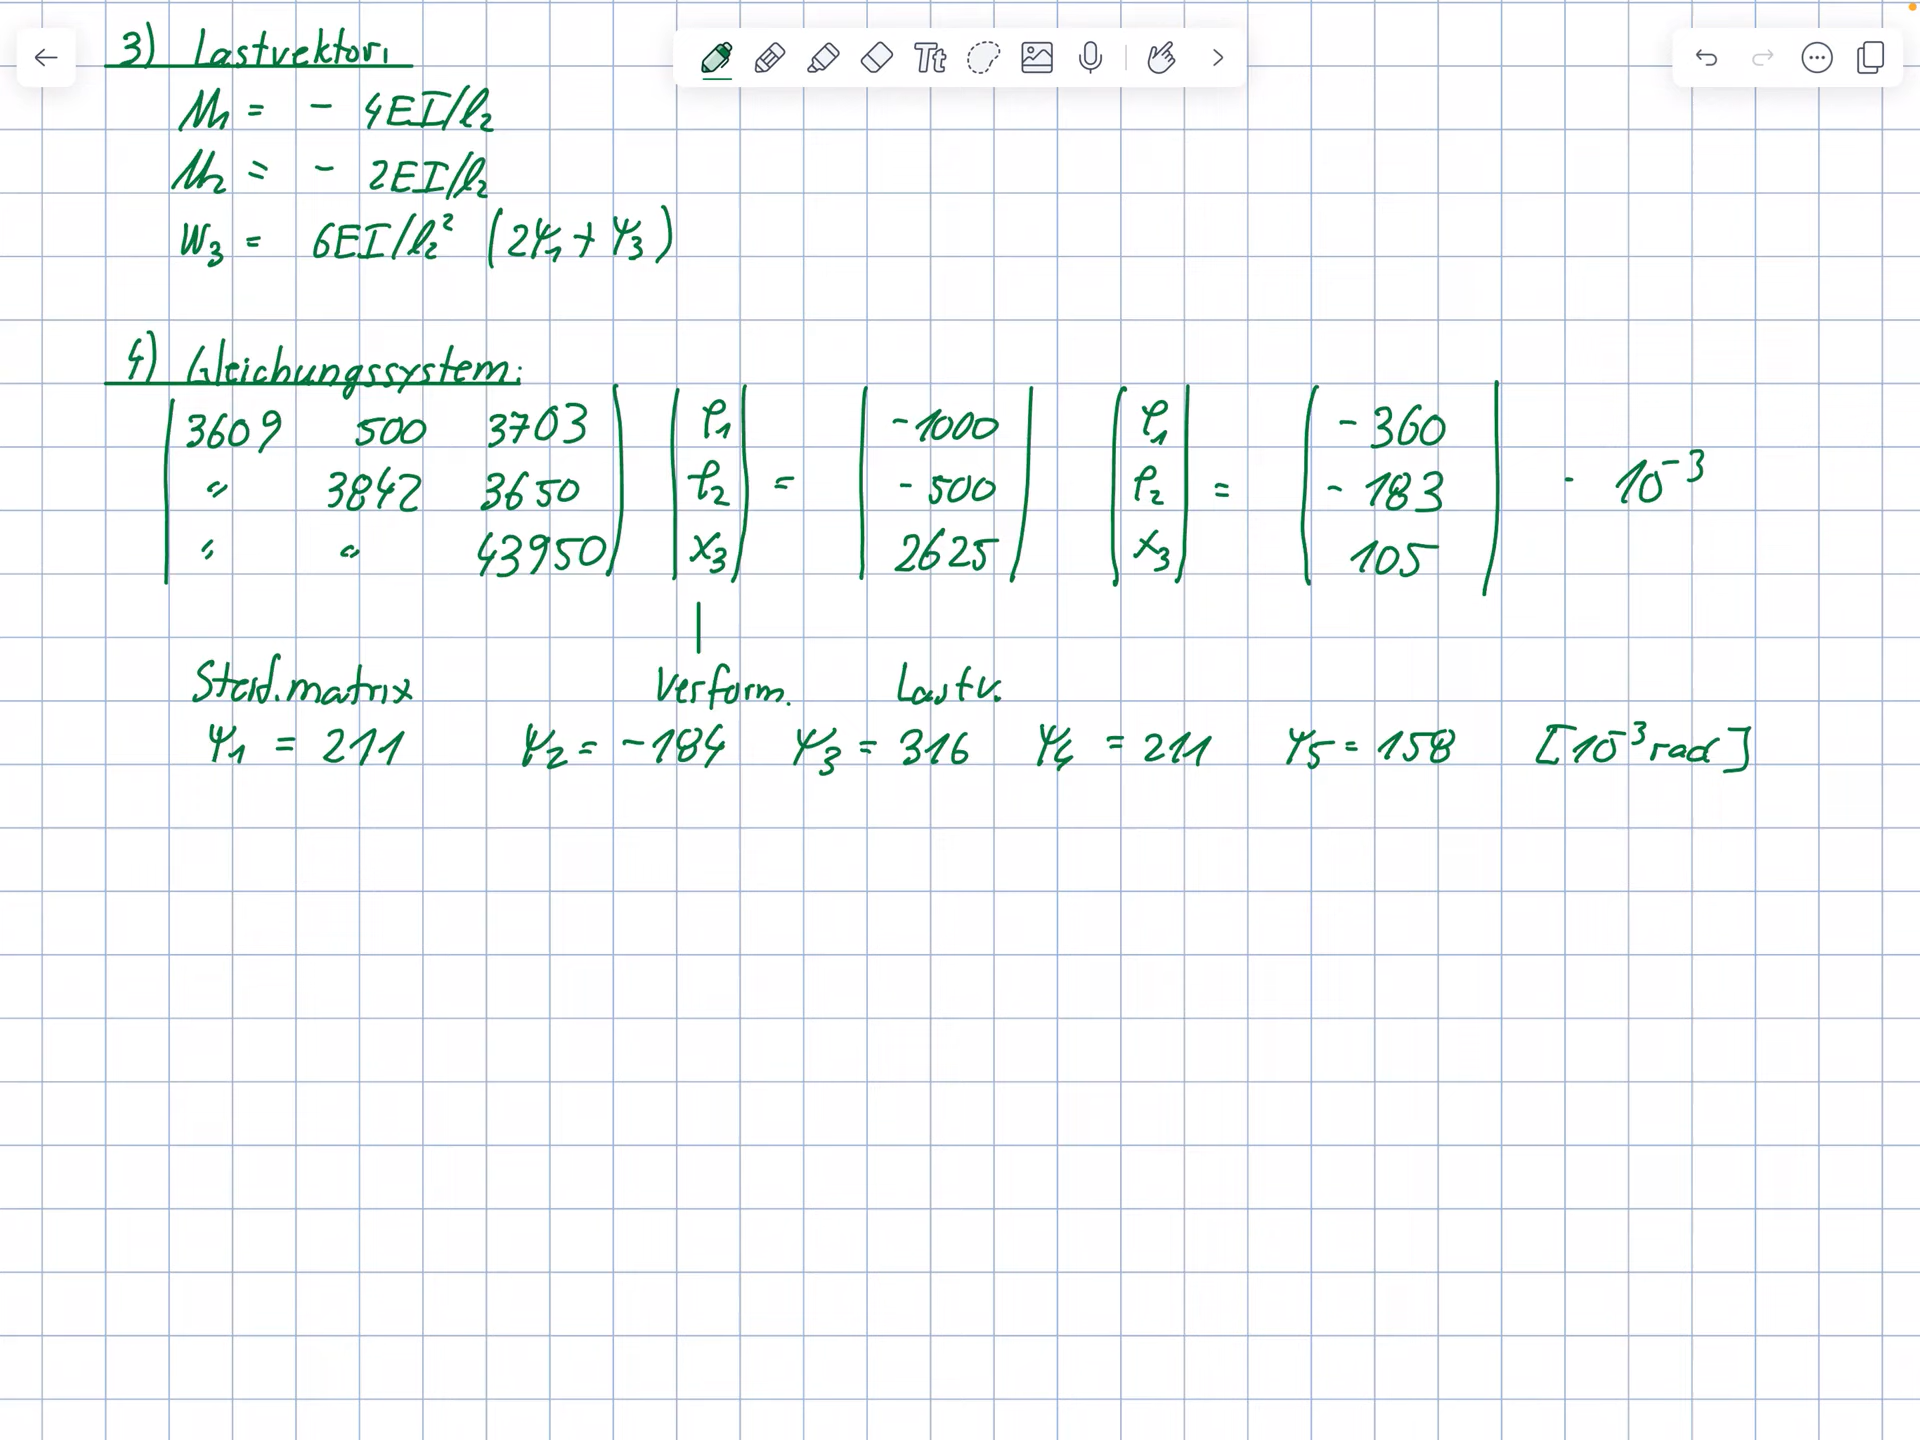 3) Lastvektor:
M₁ = - 4EI/l₂
M₂ = - 2EI/l₂
W₃ = 6EI/l₂² (2ψ₁ + ψ₃)
4) Gleichungssystem:
| 3609 500 3703 | | φ₁ | | -1000 | | φ₁ | | -360 |
| " 3842 3650 | | φ₂ | = | -500 | | φ₂ | = | -183 | · 10⁻³
| " " 43950 | | x₃ | | 2625 | | x₃ | | 105 |
Steif.matrix Verform. Lastv.
ψ₁ = 211 ψ₂ = -184 ψ₃ = 316 ψ₄ = 211 ψ₅ = 158 [10⁻³ rad]